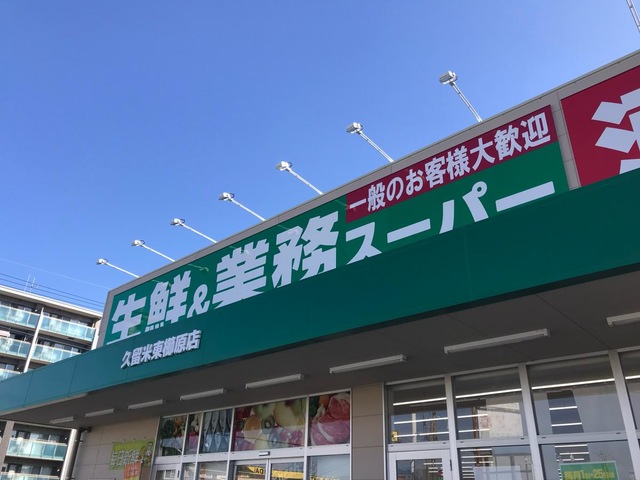 一般のお客様大歓迎
生鮮&業務スーパー
久留米東櫛原店